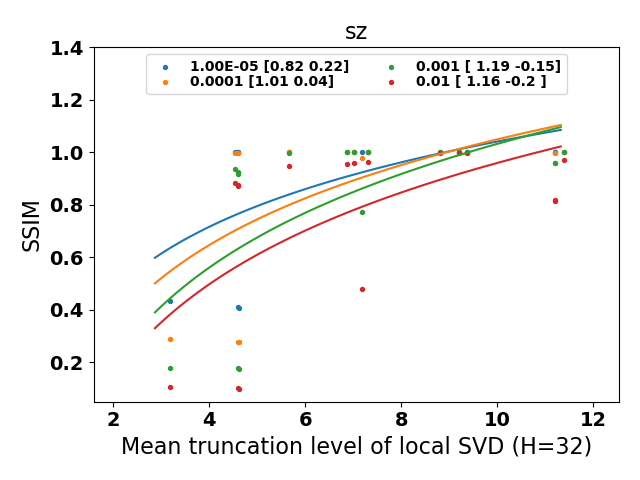 sz
1.00E-05 [0.82 0.22]
0.0001 [1.01 0.04]
0.001 [ 1.19 -0.15]
0.01 [ 1.16 -0.2 ]
1.4
1.2
1.0
0.8
0.6
0.4
0.2
SSIM
2 4 6 8 10 12
Mean truncation level of local SVD (H=32)